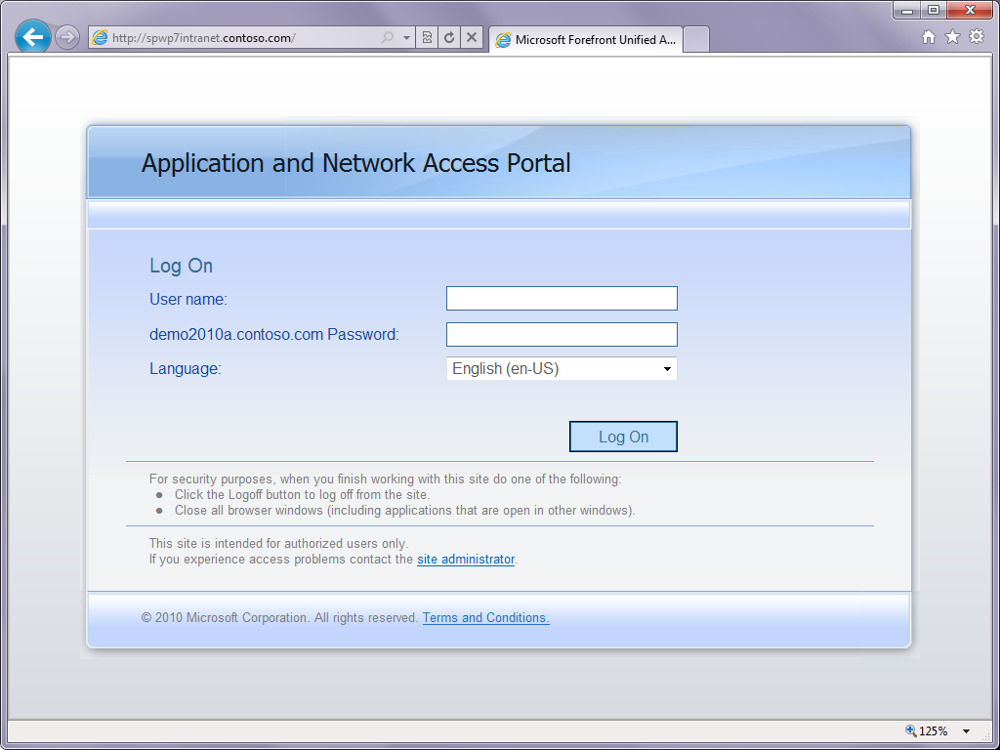 http://spwp7intranet.contoso.com/
Microsoft Forefront Unified A...
Application and Network Access Portal
Log On
User name:
demo2010a.contoso.com Password:
Language:
English (en-US)
Log On
For security purposes, when you finish working with this site do one of the following:
● Click the Logoff button to log off from the site.
● Close all browser windows (including applications that are open in other windows).
This site is intended for authorized users only.
If you experience access problems contact the site administrator.
© 2010 Microsoft Corporation. All rights reserved. Terms and Conditions.
125%